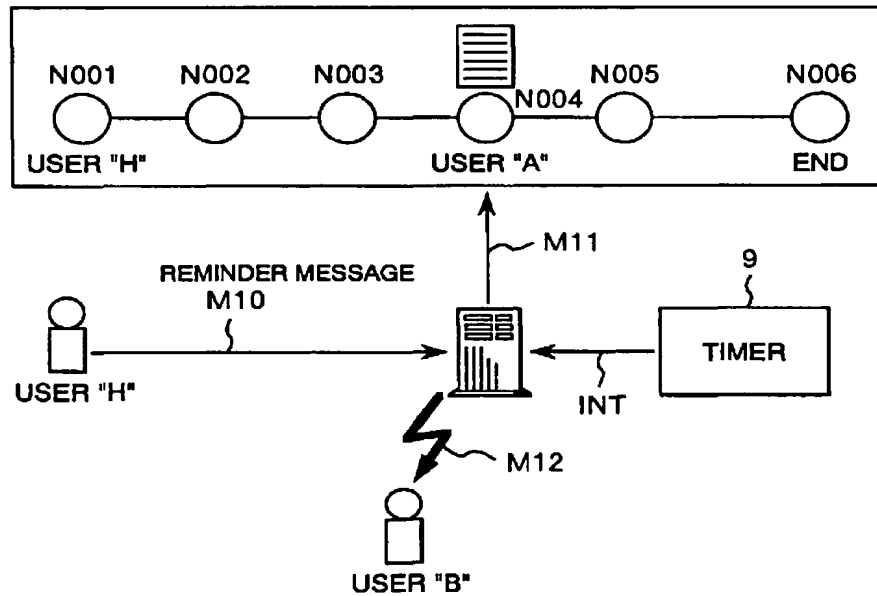 N001 N002 N003 N004 N005 N006
USER "H" USER "A" END
M11
REMINDER MESSAGE
M10
9
TIMER
USER "H"
INT
M12
USER "B"